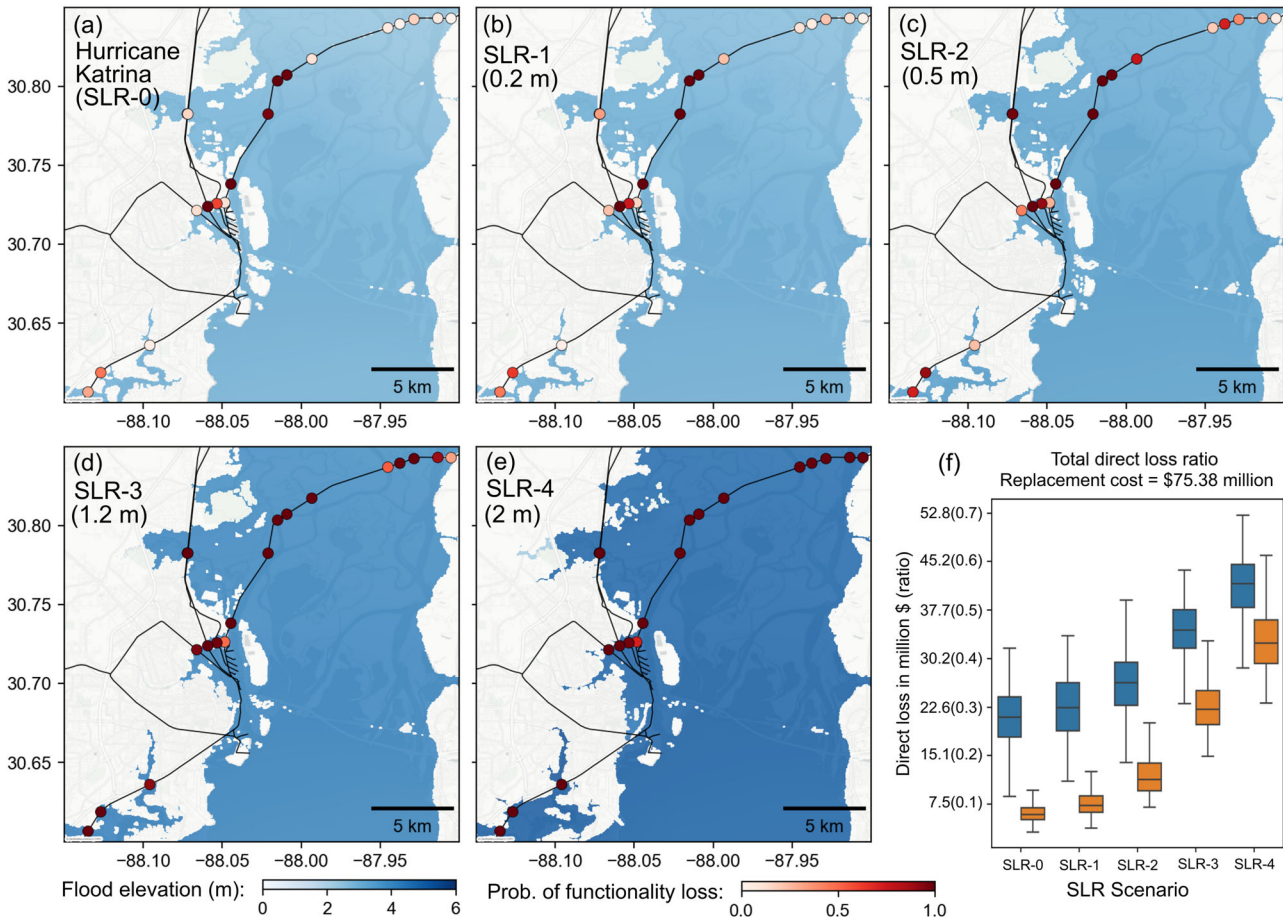 (a)
Hurricane
Katrina
(SLR-0)
30.80
30.75
30.70
30.65
5 km
−88.10
−88.05
−88.00
−87.95
(b)
SLR-1
(0.2 m)
5 km
−88.10
−88.05
−88.00
−87.95
(c)
SLR-2
(0.5 m)
5 km
−88.10
−88.05
−88.00
−87.95
(d)
SLR-3
(1.2 m)
30.80
30.75
30.70
30.65
5 km
−88.10
−88.05
−88.00
−87.95
(e)
SLR-4
(2 m)
5 km
−88.10
−88.05
−88.00
−87.95
(f)
Total direct loss ratio
Replacement cost = $75.38 million
Direct loss in million $ (ratio)
52.8(0.7)
45.2(0.6)
37.7(0.5)
30.2(0.4)
22.6(0.3)
15.1(0.2)
7.5(0.1)
SLR-0
SLR-1
SLR-2
SLR-3
SLR-4
SLR Scenario
Flood elevation (m):
0
2
4
6
Prob. of functionality loss:
0.0
0.5
1.0